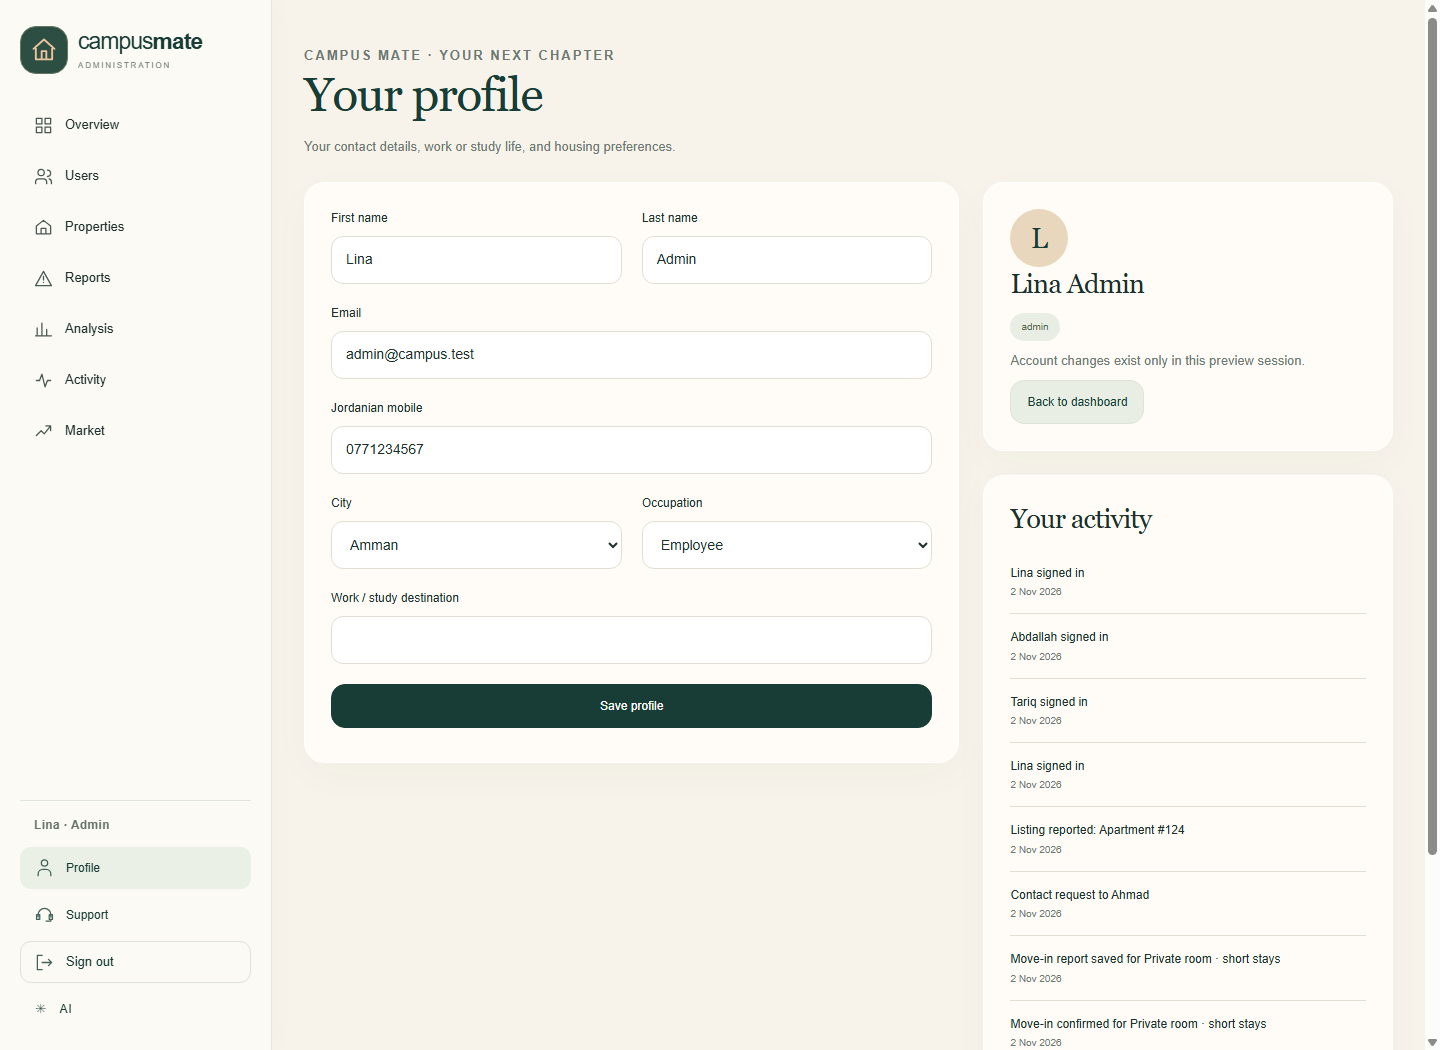 campusmate
ADMINISTRATION
Overview
Users
Properties
Reports
Analysis
Activity
Market
Lina · Admin
Profile
Support
Sign out
AI
CAMPUS MATE · YOUR NEXT CHAPTER
Your profile
Your contact details, work or study life, and housing preferences.
First name
Last name
Lina
Admin
Email
admin@campus.test
Jordanian mobile
0771234567
City
Occupation
Amman
Employee
Work / study destination
Save profile
L
Lina Admin
admin
Account changes exist only in this preview session.
Back to dashboard
Your activity
Lina signed in
2 Nov 2026
Abdallah signed in
2 Nov 2026
Tariq signed in
2 Nov 2026
Lina signed in
2 Nov 2026
Listing reported: Apartment #124
2 Nov 2026
Contact request to Ahmad
2 Nov 2026
Move-in report saved for Private room · short stays
2 Nov 2026
Move-in confirmed for Private room · short stays
2 Nov 2026